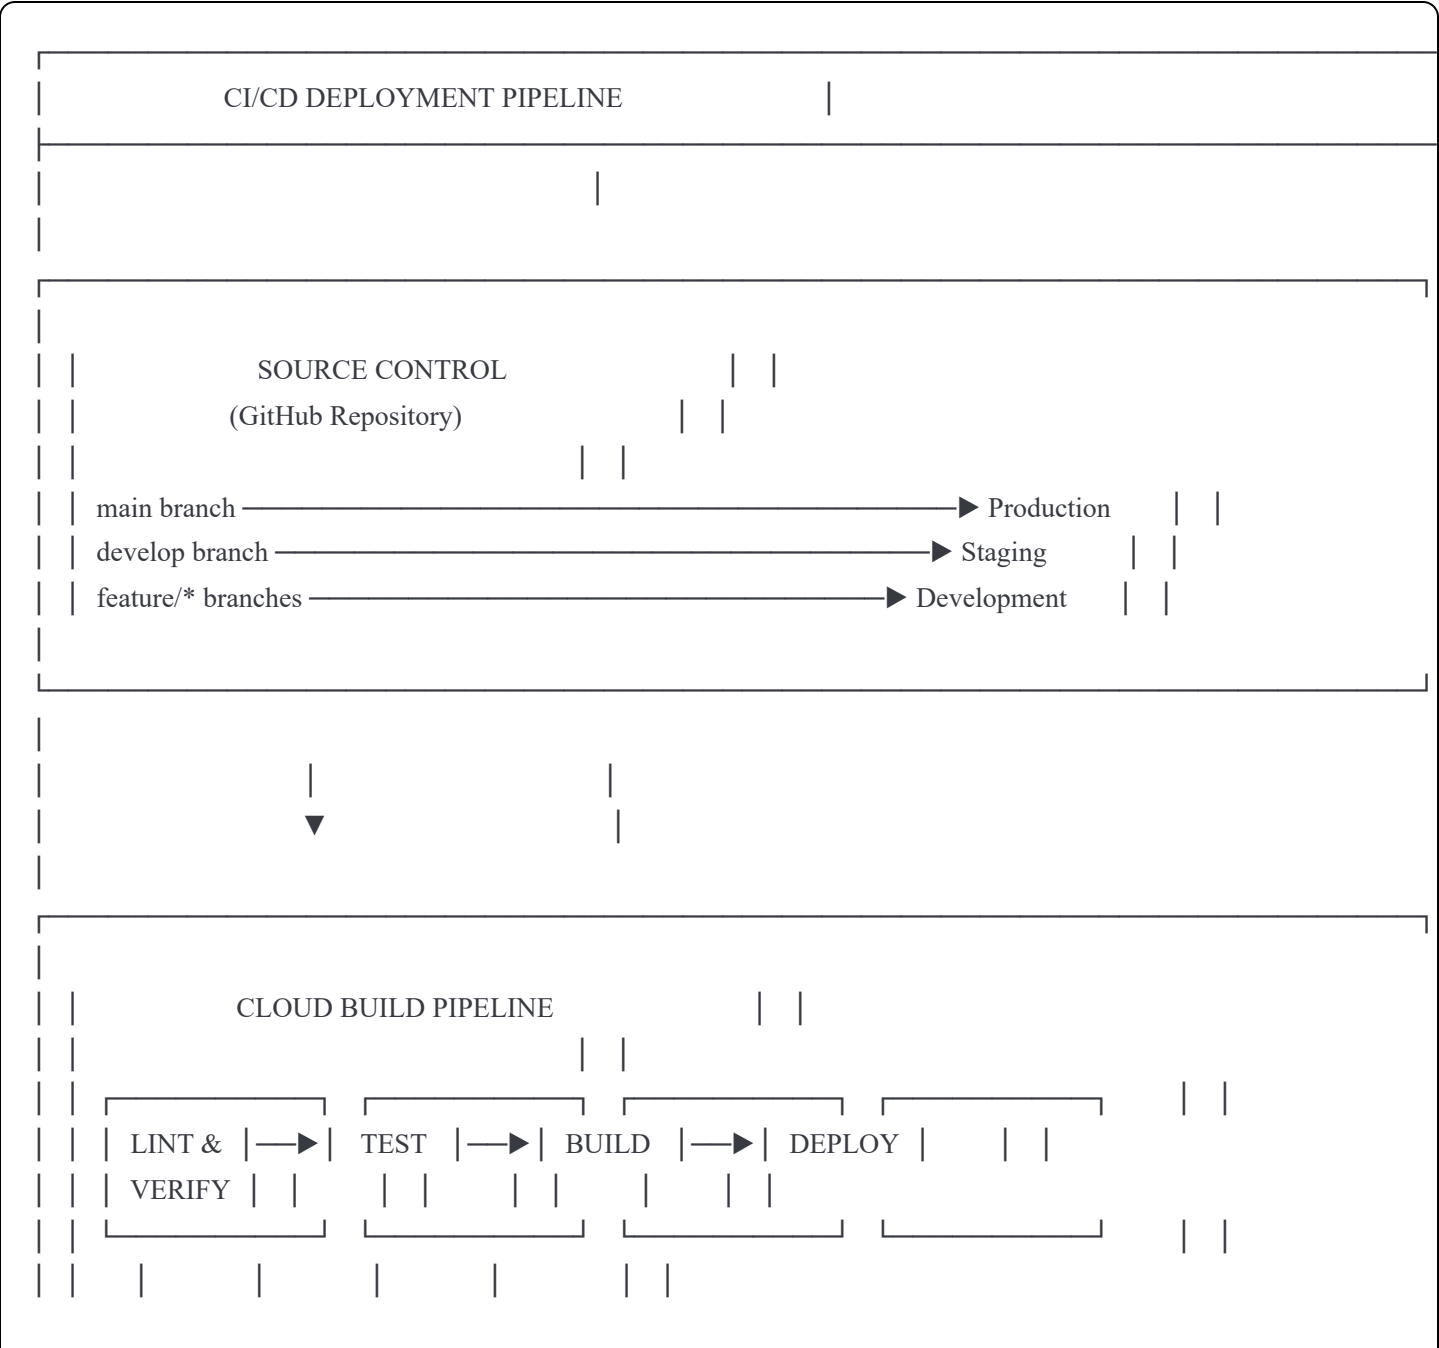 CI/CD DEPLOYMENT PIPELINE
SOURCE CONTROL
(GitHub Repository)
main branch ───────────────────────────▶ Production
develop branch ─────────────────────────▶ Staging
feature/* branches ──────────────────────▶ Development
▼
CLOUD BUILD PIPELINE
LINT & ──▶ TEST ──▶ BUILD ──▶ DEPLOY
VERIFY